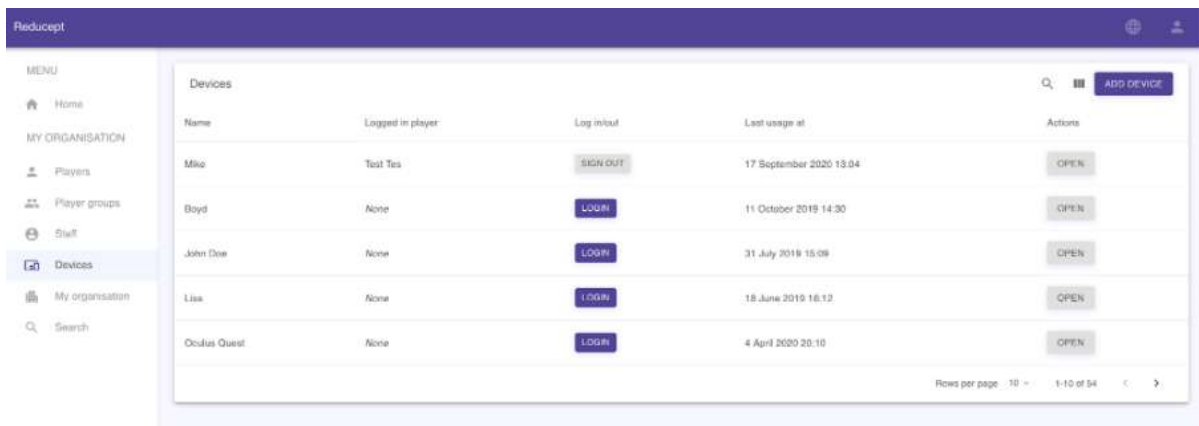 Reducept
MENU
Home
MY ORGANISATION
Players
Player groups
Staff
Devices
My organisation
Search
Devices
ADD DEVICE
Name Logged in player Log in/out Last usage at Actions
Mike Test Tes SIGN OUT 17 September 2020 13:04 OPEN
Boyd None LOGIN 11 October 2019 14:30 OPEN
John Doe None LOGIN 31 July 2019 15:09 OPEN
Lisa None LOGIN 18 June 2019 16:12 OPEN
Oculus Quest None LOGIN 4 April 2020 20:10 OPEN
Rows per page 10 1-10 of 54